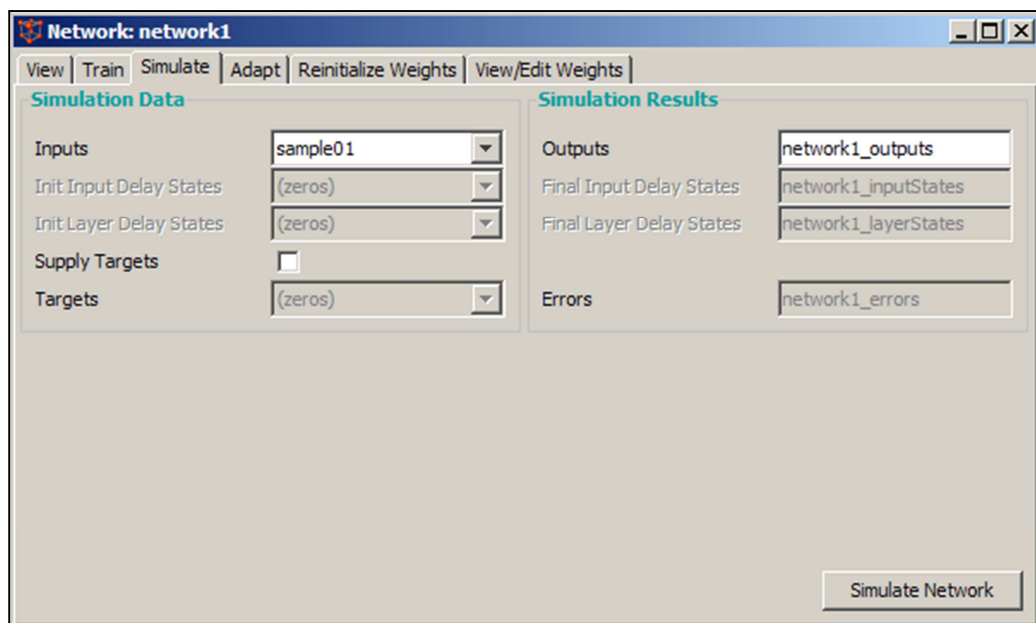 Network: network1
View Train Simulate Adapt Reinitialize Weights View/Edit Weights
Simulation Data
Inputs sample01
Init Input Delay States (zeros)
Init Layer Delay States (zeros)
Supply Targets
Targets (zeros)
Simulation Results
Outputs network1_outputs
Final Input Delay States network1_inputStates
Final Layer Delay States network1_layerStates
Errors network1_errors
Simulate Network